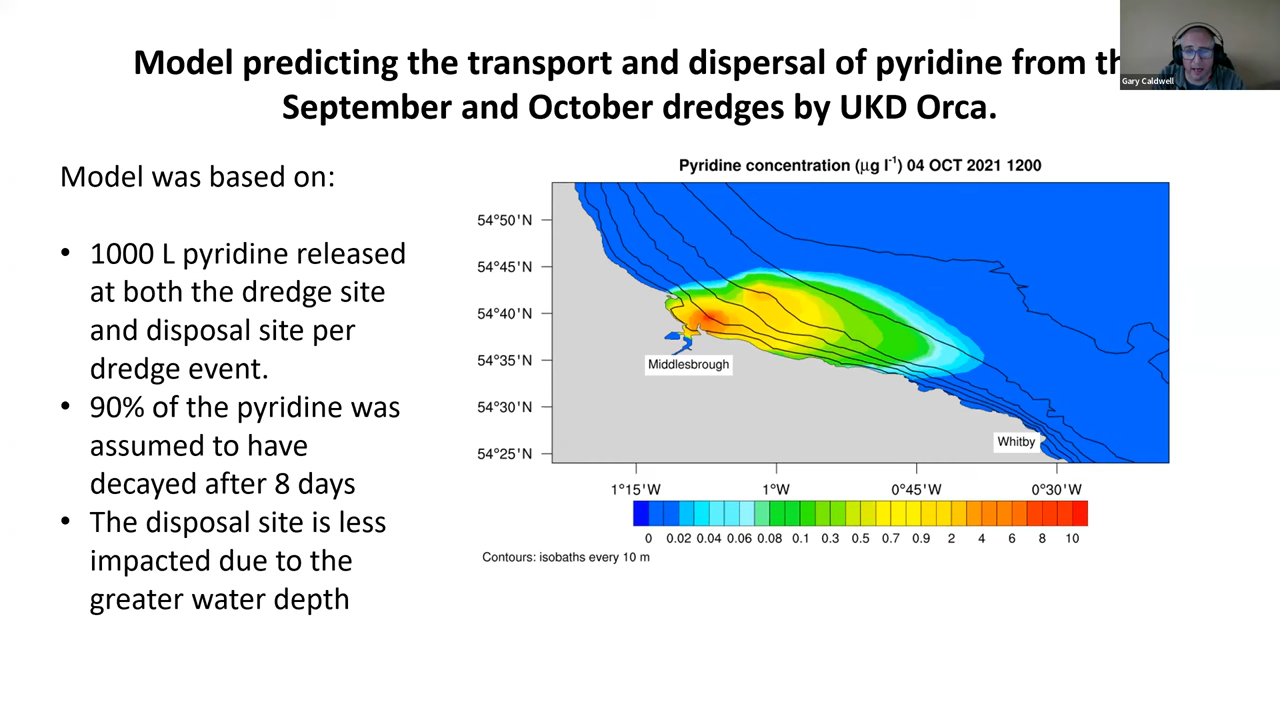 Model predicting the transport and dispersal of pyridine from
September and October dredges by UKD Orca.
Gary Caldwell
Model was based on:
• 1000 L pyridine released
at both the dredge site
and disposal site per
dredge event.
• 90% of the pyridine was
assumed to have
decayed after 8 days
• The disposal site is less
impacted due to the
greater water depth
Pyridine concentration (μg l⁻¹) 04 OCT 2021 1200
54°50'N
54°45'N
54°40'N
54°35'N
54°30'N
54°25'N
Middlesbrough
Whitby
1°15'W 1°W 0°45'W 0°30'W
0 0.02 0.04 0.06 0.08 0.1 0.3 0.5 0.7 0.9 2 4 6 8 10
Contours: isobaths every 10 m